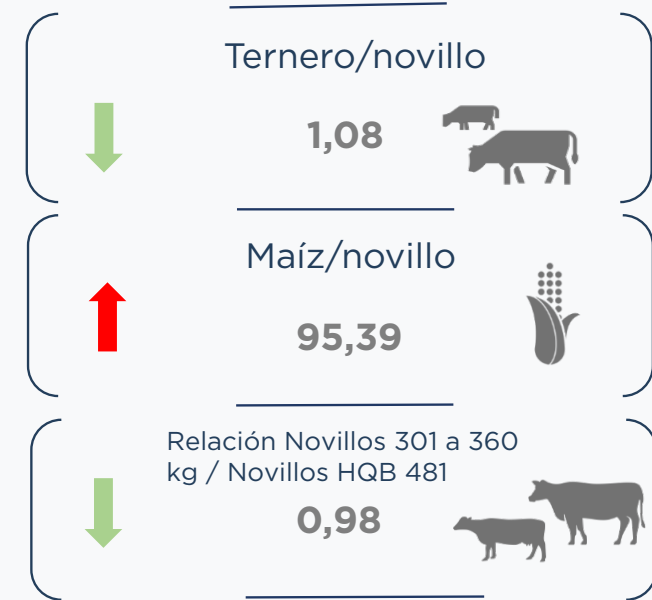 Ternero/novillo
1,08
Maíz/novillo
95,39
Relación Novillos 301 a 360
kg / Novillos HQB 481
0,98